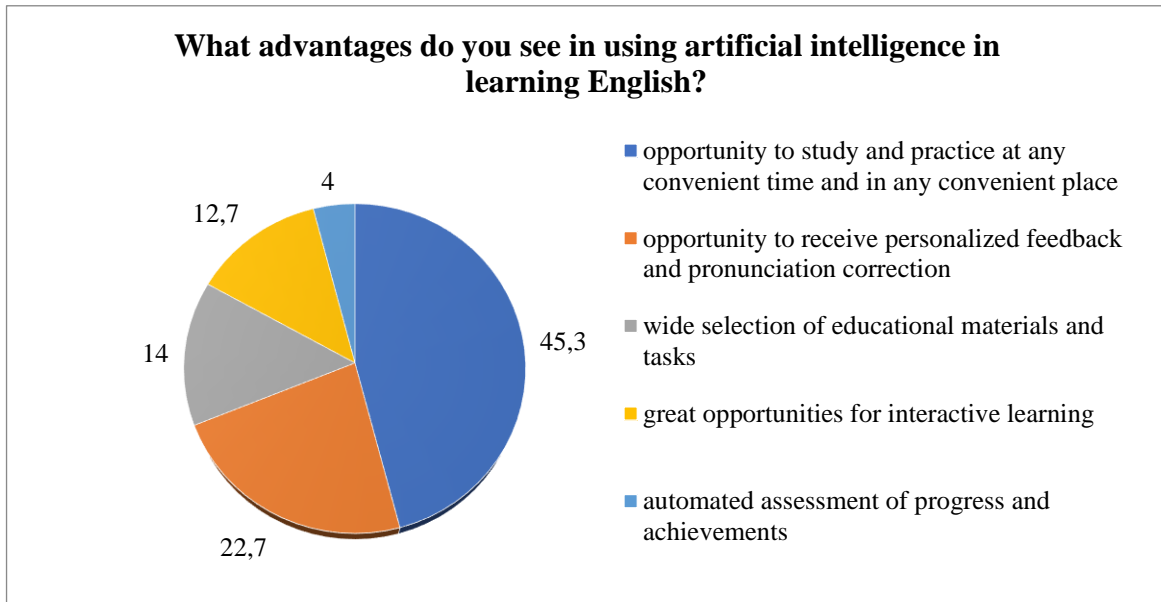 What advantages do you see in using artificial intelligence in
learning English?
4
12,7
14
22,7
45,3
opportunity to study and practice at any
convenient time and in any convenient place
opportunity to receive personalized feedback
and pronunciation correction
wide selection of educational materials and
tasks
great opportunities for interactive learning
automated assessment of progress and
achievements